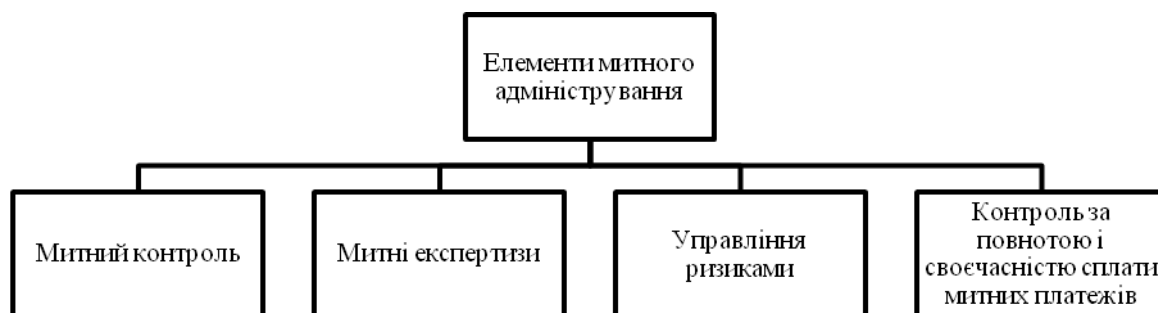 Елементи митного
адміністрування
Митний контроль
Митні експертизи
Управління
ризиками
Контроль за
повнотою і
своєчасністю сплати
митних платежів